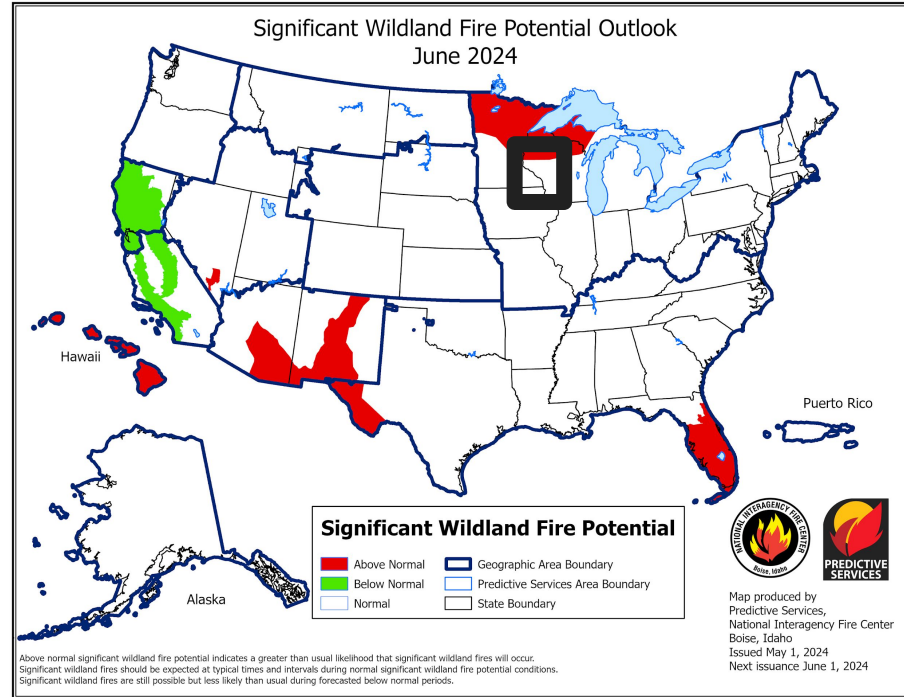 Significant Wildland Fire Potential Outlook
June 2024
Hawaii
Puerto Rico
Alaska
Significant Wildland Fire Potential
Above Normal
Below Normal
Normal
Geographic Area Boundary
Predictive Services Area Boundary
State Boundary
NATIONAL INTERAGENCY FIRE CENTER
Boise, Idaho
PREDICTIVE
SERVICES
Map produced by
Predictive Services,
National Interagency Fire Center
Boise, Idaho
Issued May 1, 2024
Next issuance June 1, 2024
Above normal significant wildland fire potential indicates a greater than usual likelihood that significant wildland fires will occur.
Significant wildland fires should be expected at typical times and intervals during normal significant wildland fire potential conditions.
Significant wildland fires are still possible but less likely than usual during forecasted below normal periods.